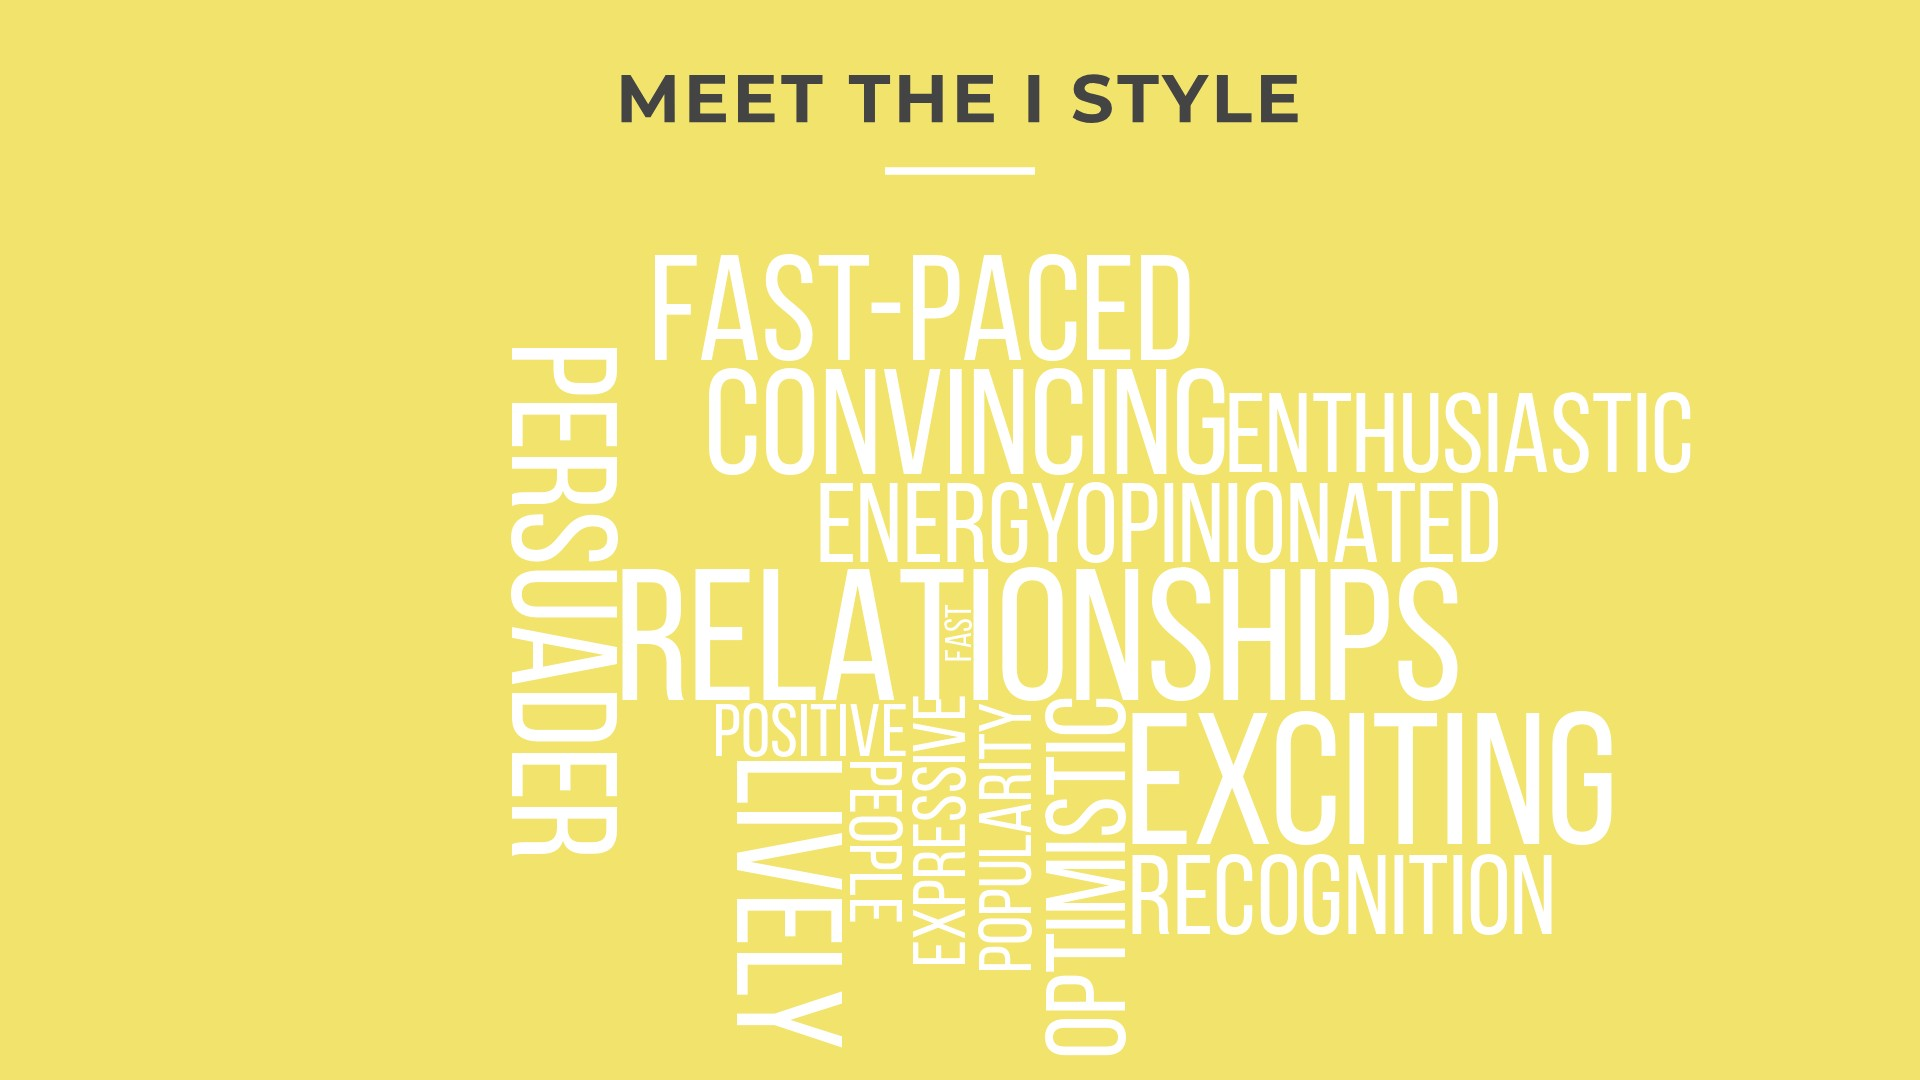 MEET THE I STYLE
FAST-PACED
PERSUADER
CONVINCING
ENTHUSIASTIC
ENERGY
OPINIONATED
RELATIONSHIPS
FAST
POSITIVE
LIVELY
PEOPLE
EXPRESSIVE
POPULARITY
OPTIMISTIC
EXCITING
RECOGNITION